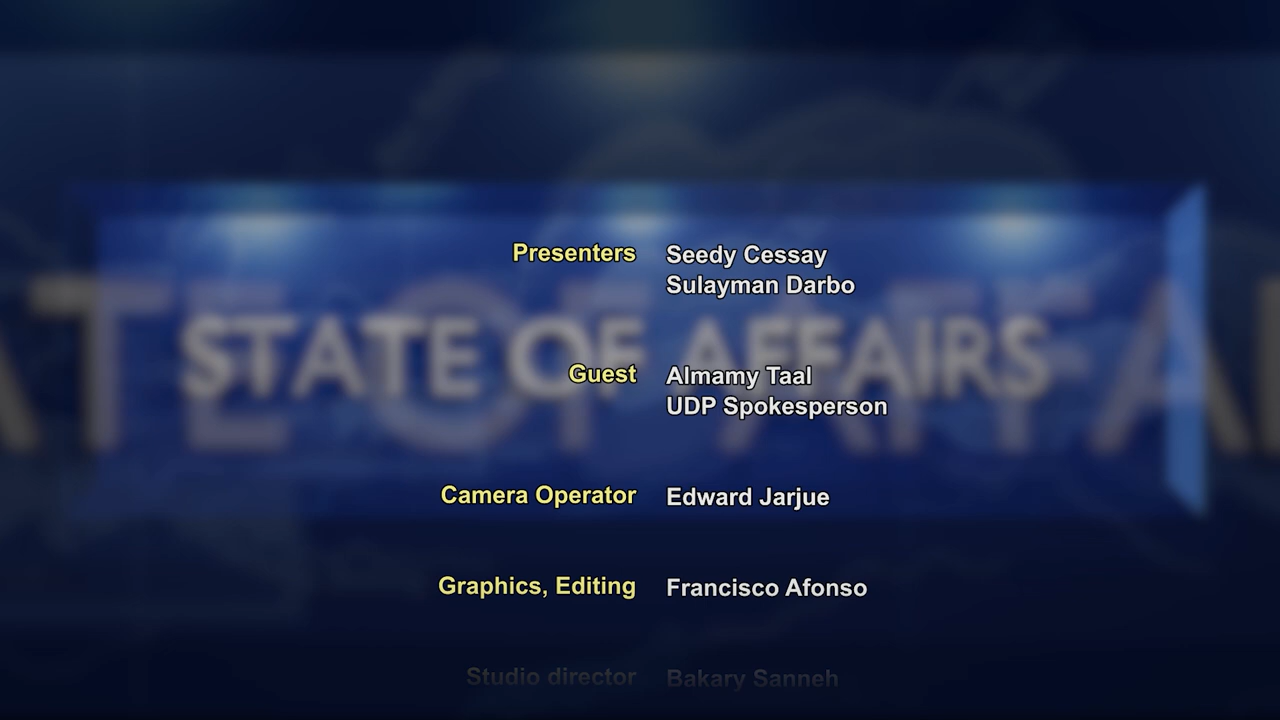 Presenters Seedy Cessay
Sulayman Darbo
STATE OF AFFAIRS
Guest Almamy Taal
UDP Spokesperson
Camera Operator Edward Jarjue
Graphics, Editing Francisco Afonso
Studio director Bakary Sanneh